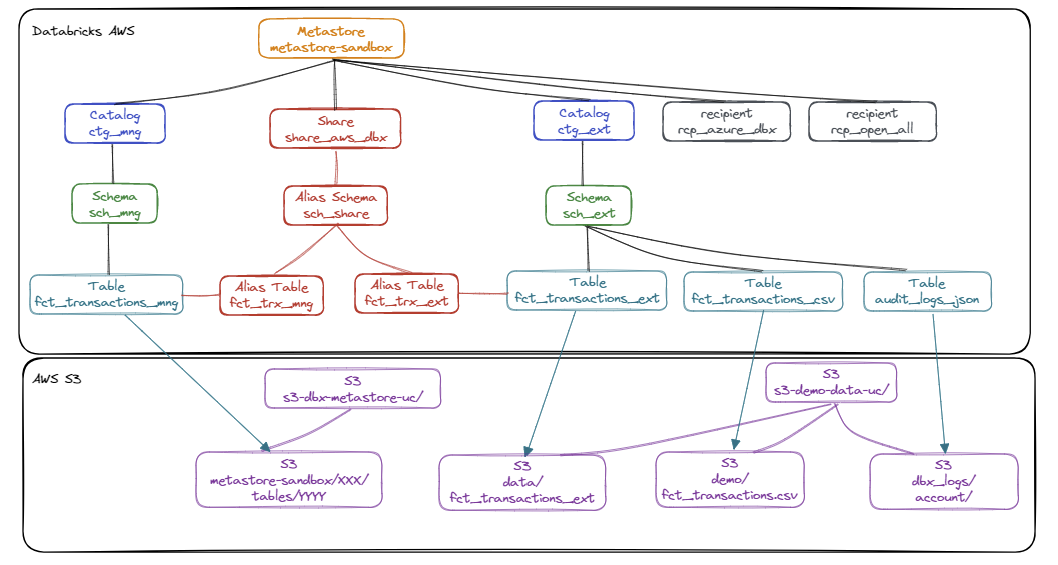 Databricks AWS
Metastore
metastore-sandbox
Catalog
ctg_mng
Share
share_aws_dbx
Catalog
ctg_ext
recipient
rcp_azure_dbx
recipient
rcp_open_all
Schema
sch_mng
Alias Schema
sch_share
Schema
sch_ext
Table
fct_transactions_mng
Alias Table
fct_trx_mng
Alias Table
fct_trx_ext
Table
fct_transactions_ext
Table
fct_transactions_csv
Table
audit_logs_json
AWS S3
S3
s3-dbx-metastore-uc/
S3
s3-demo-data-uc/
S3
metastore-sandbox/XXX/
tables/YYYY
S3
data/
fct_transactions_ext
S3
demo/
fct_transactions.csv
S3
dbx_logs/
account/